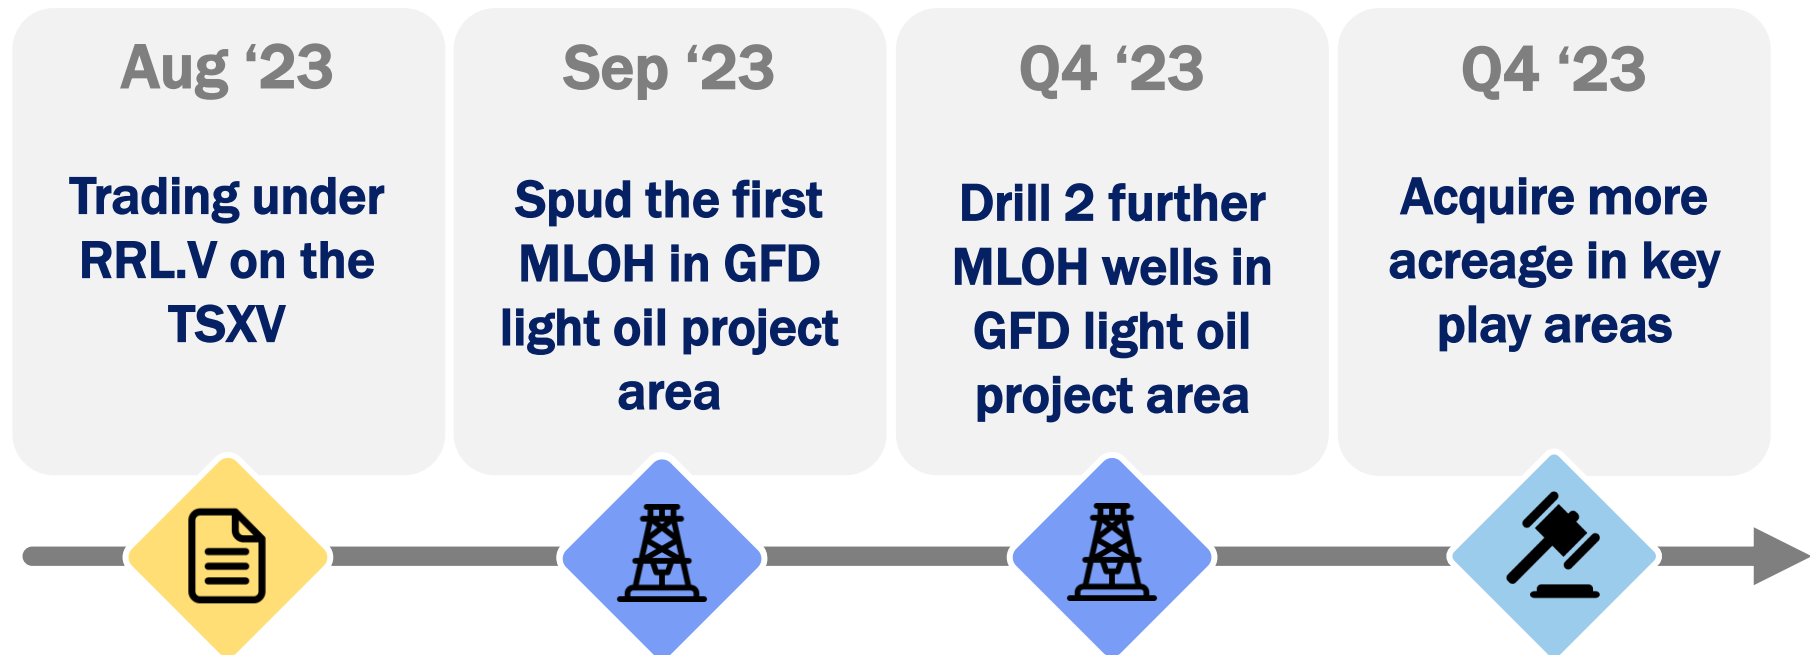 Aug ‘23
Trading under
RRL.V on the
TSXV
Sep ‘23
Spud the first
MLOH in GFD
light oil project
area
Q4 ‘23
Drill 2 further
MLOH wells in
GFD light oil
project area
Q4 ‘23
Acquire more
acreage in key
play areas